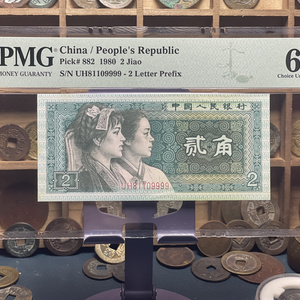 PMG
MONEY GUARANTY
China / People's Republic
Pick# 882 1980 2 Jiao
S/N UH81109999 - 2 Letter Prefix
6
Choice Unc
中国人民银行
贰角
UH81109999
2
2